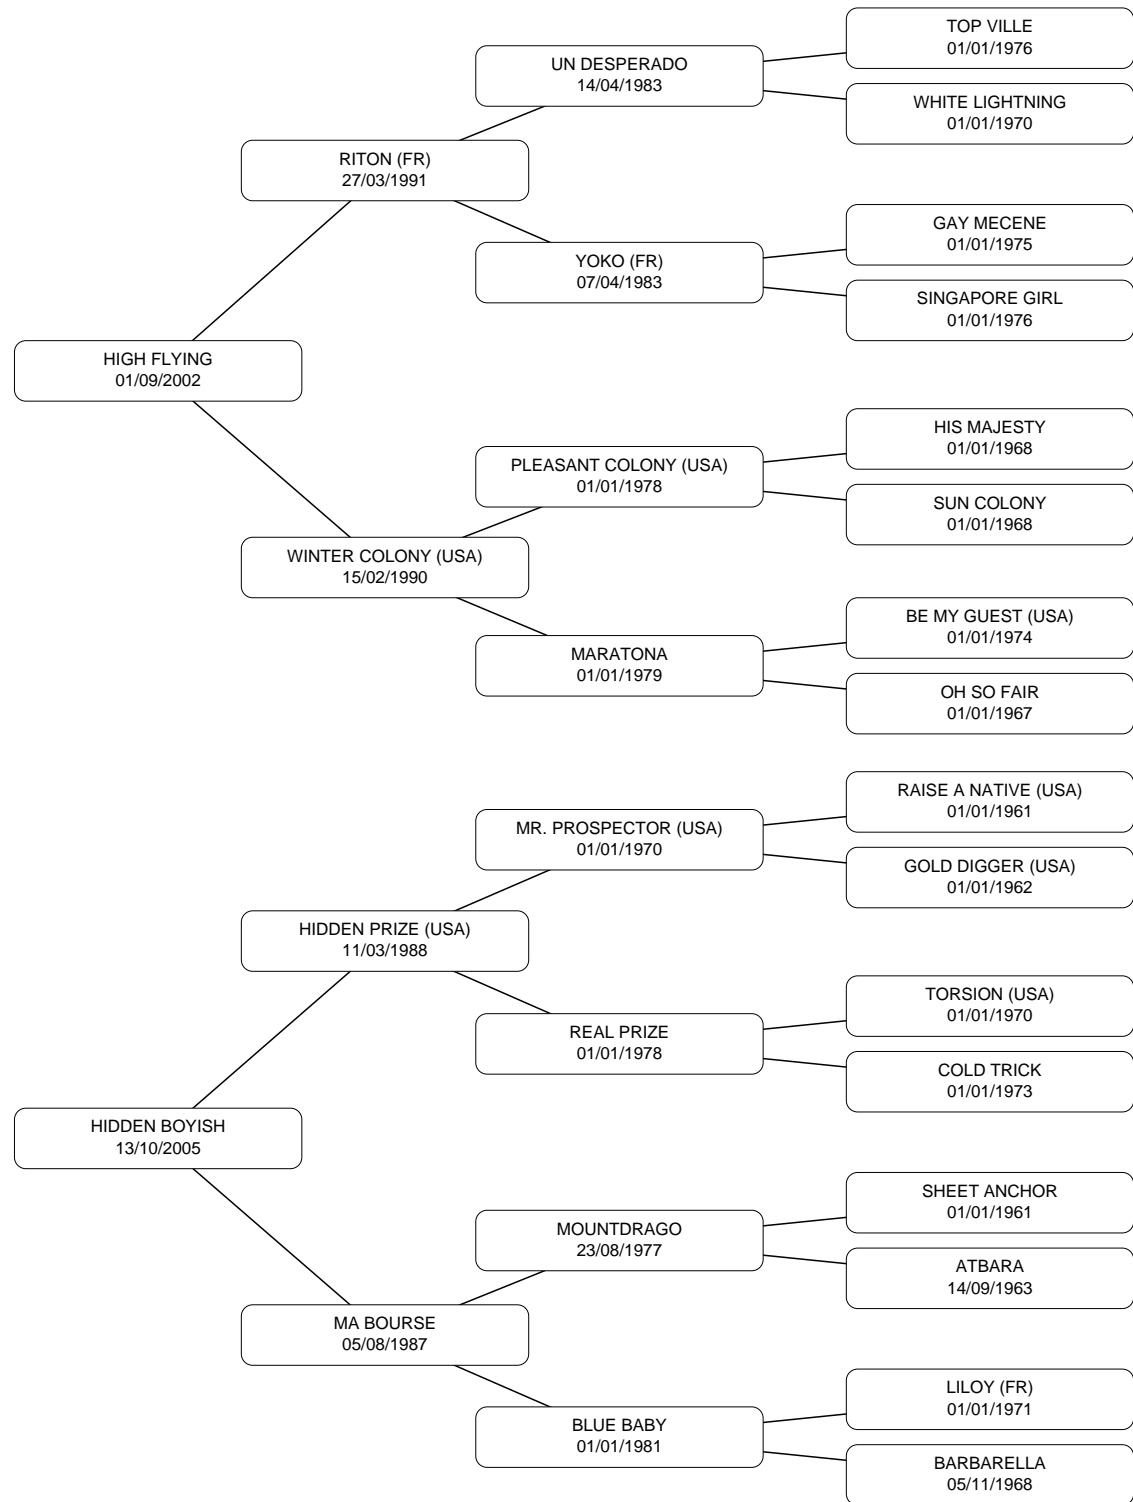 TOP VILLE
01/01/1976
UN DESPERADO
14/04/1983
WHITE LIGHTNING
01/01/1970
RITON (FR)
27/03/1991
GAY MECENE
01/01/1975
YOKO (FR)
07/04/1983
SINGAPORE GIRL
01/01/1976
HIGH FLYING
01/09/2002
HIS MAJESTY
01/01/1968
PLEASANT COLONY (USA)
01/01/1978
SUN COLONY
01/01/1968
WINTER COLONY (USA)
15/02/1990
BE MY GUEST (USA)
01/01/1974
MARATONA
01/01/1979
OH SO FAIR
01/01/1967
RAISE A NATIVE (USA)
01/01/1961
MR. PROSPECTOR (USA)
01/01/1970
GOLD DIGGER (USA)
01/01/1962
HIDDEN PRIZE (USA)
11/03/1988
TORSION (USA)
01/01/1970
REAL PRIZE
01/01/1978
COLD TRICK
01/01/1973
HIDDEN BOYISH
13/10/2005
SHEET ANCHOR
01/01/1961
MOUNTDRAGO
23/08/1977
ATBARA
14/09/1963
MA BOURSE
05/08/1987
LILOY (FR)
01/01/1971
BLUE BABY
01/01/1981
BARBARELLA
05/11/1968